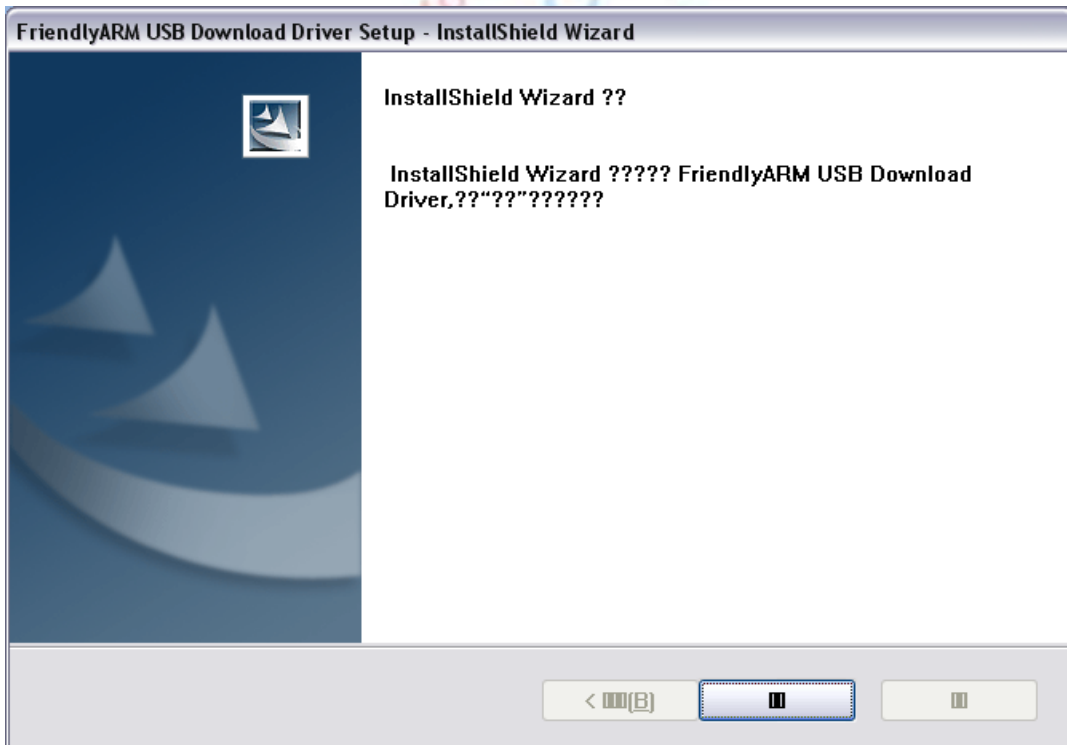 FriendlyARM USB Download Driver Setup - InstallShield Wizard
InstallShield Wizard ??
InstallShield Wizard ????? FriendlyARM USB Download
Driver,??“??”??????
< (B)